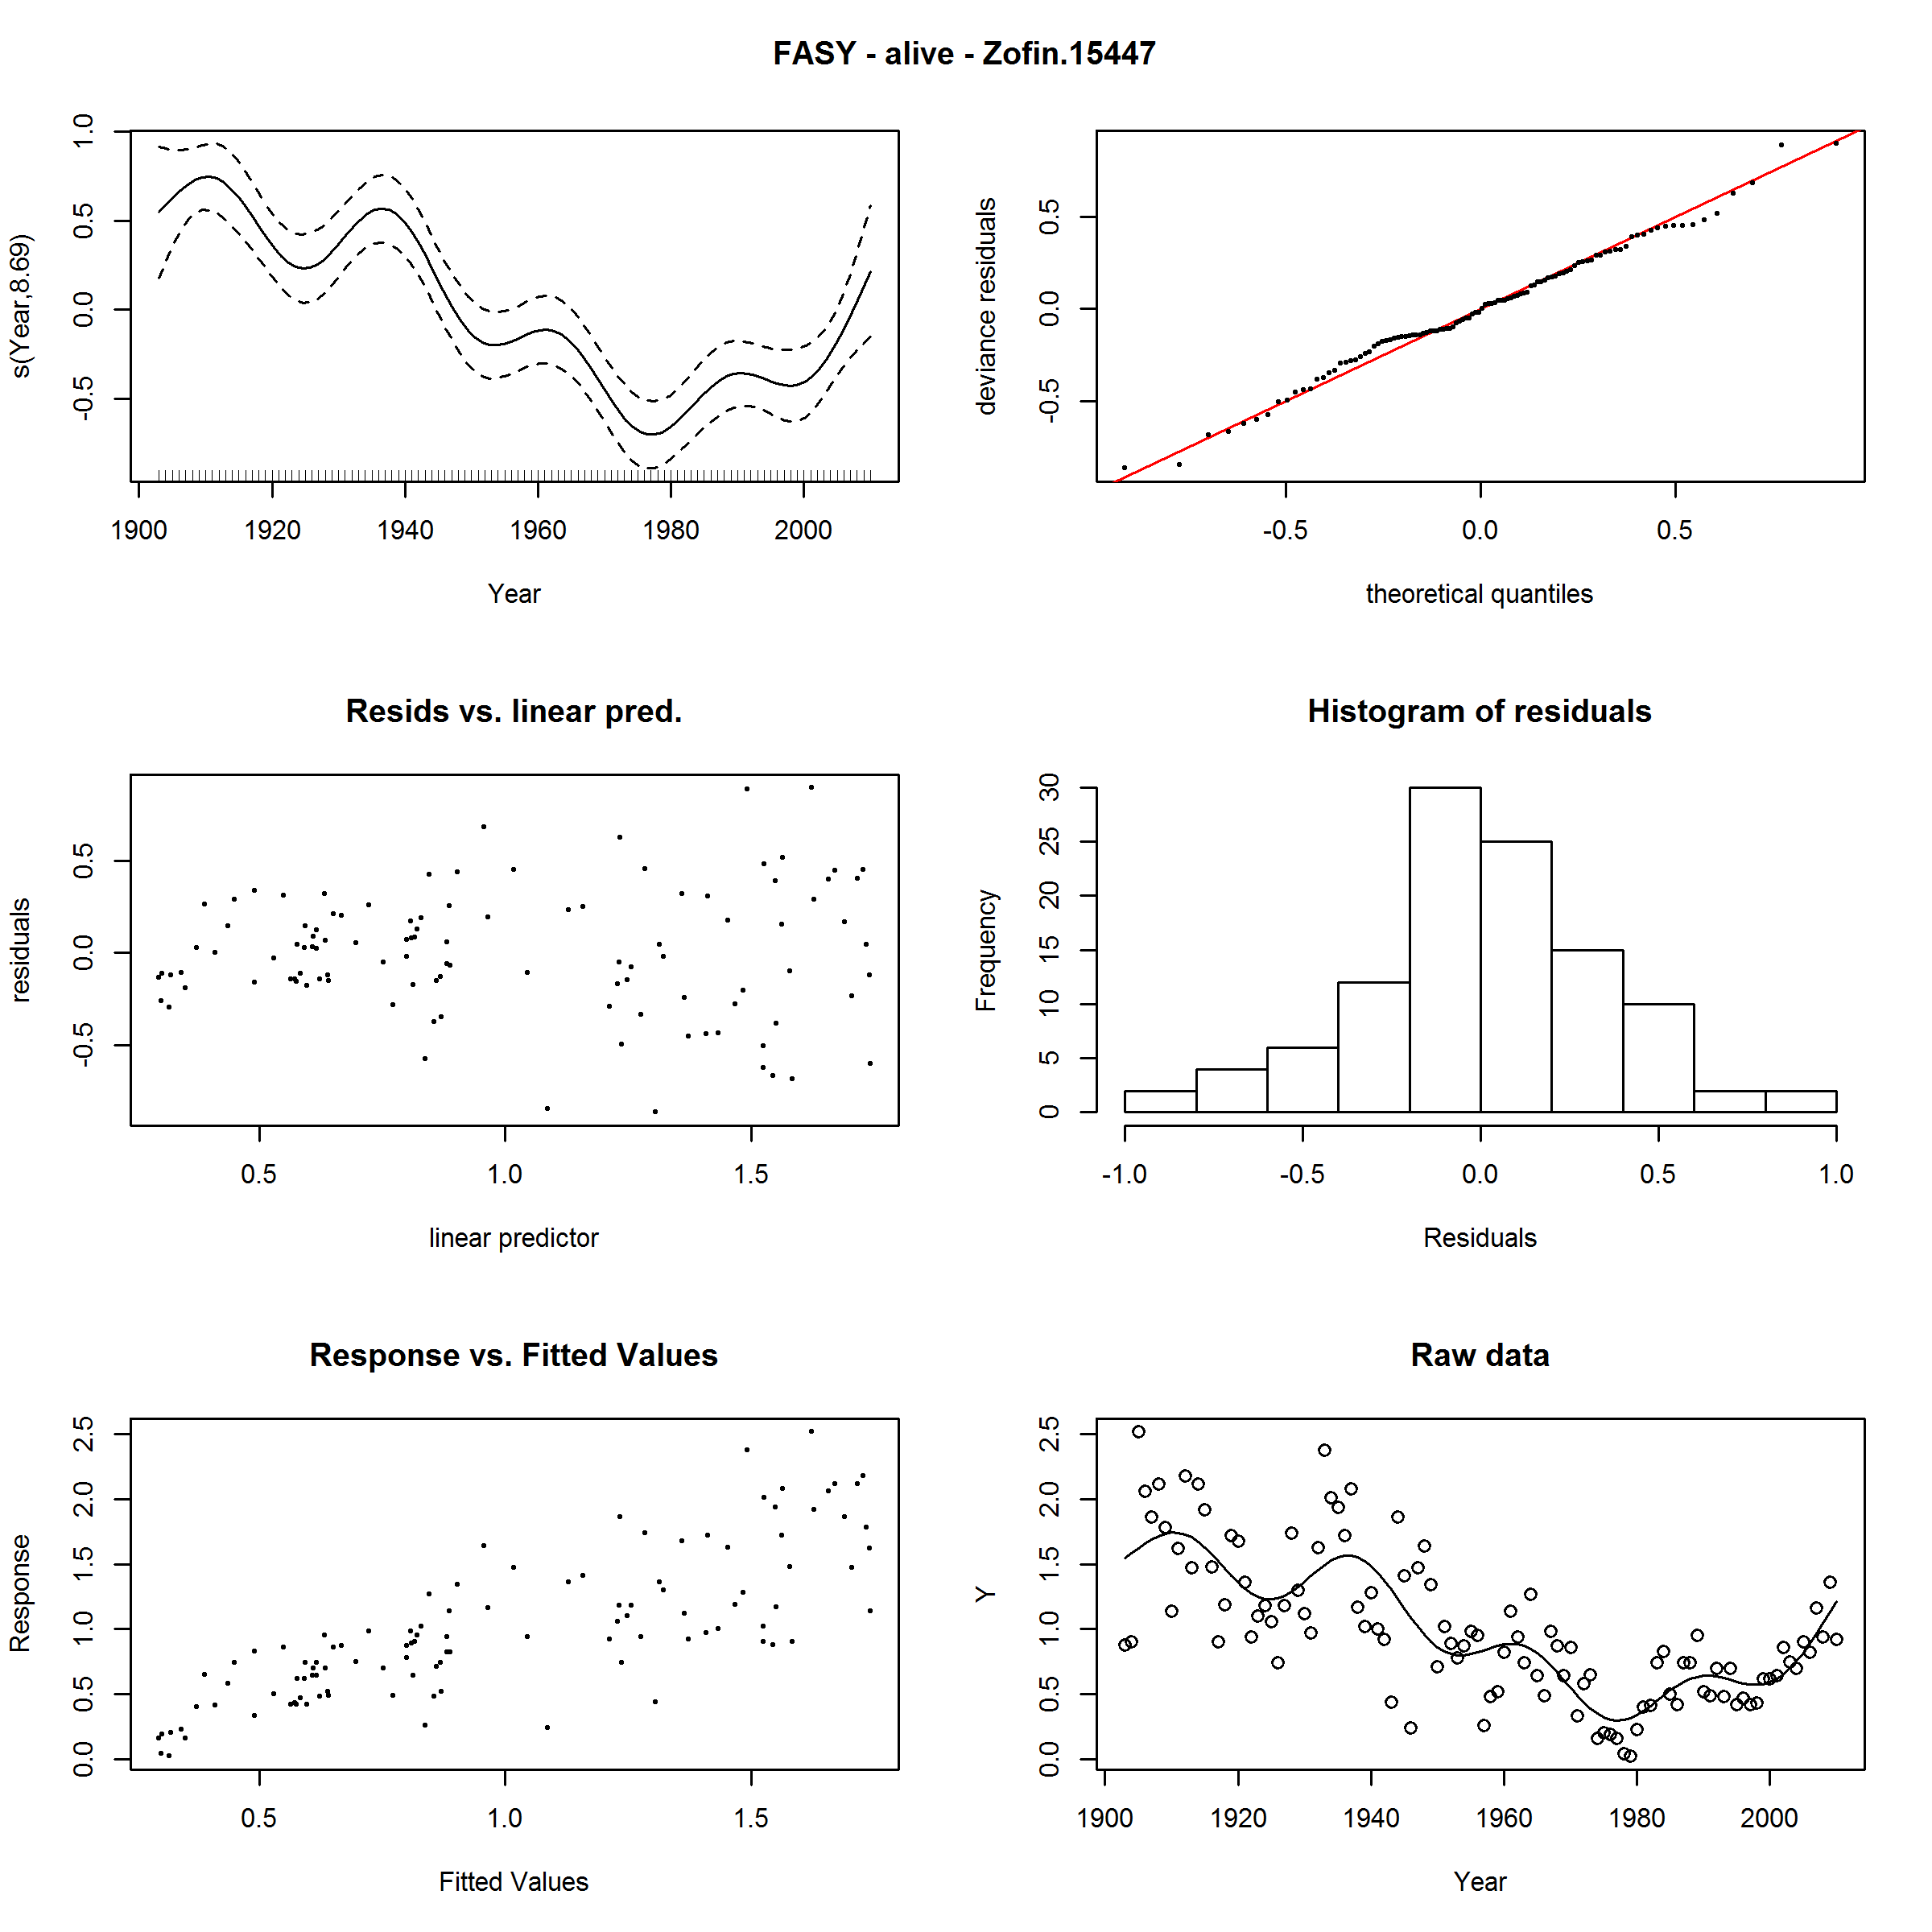 FASY - alive - Zofin.15447
s(Year,8.69)
-0.5 0.0 0.5 1.0
1900 1920 1940 1960 1980 2000
Year
deviance residuals
-0.5 0.0 0.5
-0.5 0.0 0.5
theoretical quantiles
Resids vs. linear pred.
residuals
-0.5 0.0 0.5
0.5 1.0 1.5
linear predictor
Histogram of residuals
Frequency
0 5 10 15 20 25 30
-1.0 -0.5 0.0 0.5 1.0
Residuals
Response vs. Fitted Values
Response
0.0 0.5 1.0 1.5 2.0 2.5
0.5 1.0 1.5
Fitted Values
Raw data
Y
0.0 0.5 1.0 1.5 2.0 2.5
1900 1920 1940 1960 1980 2000
Year